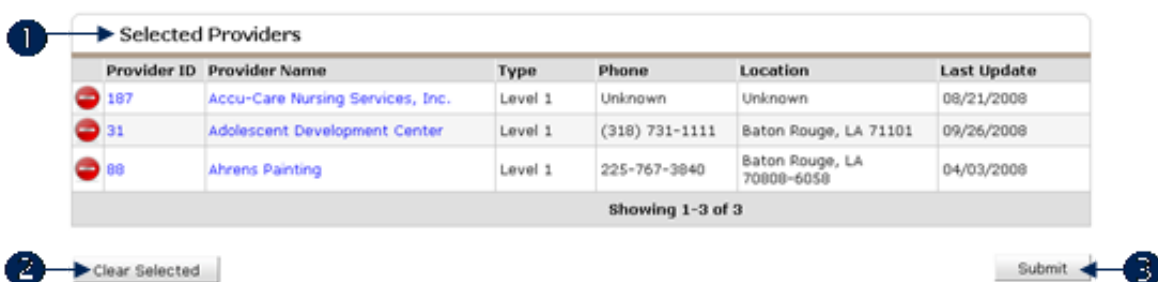 1 Selected Providers
Provider ID Provider Name Type Phone Location Last Update
187 Accu-Care Nursing Services, Inc. Level 1 Unknown Unknown 08/21/2008
31 Adolescent Development Center Level 1 (318) 731-1111 Baton Rouge, LA 71101 09/26/2008
88 Ahrens Painting Level 1 225-767-3840 Baton Rouge, LA
70808-6058 04/03/2008
Showing 1-3 of 3
2 Clear Selected Submit 3